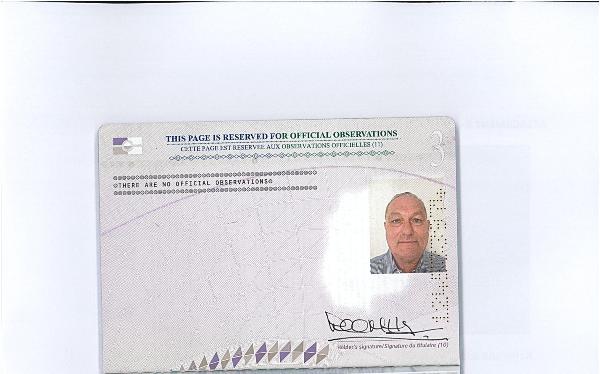 THIS PAGE IS RESERVED FOR OFFICIAL OBSERVATIONS
CETTE PAGE EST RESERVEE AUX OBSERVATIONS OFFICIELLES (11)
3
THERE ARE NO OFFICIAL OBSERVATIONS
Holder's signature/Signature du titulaire (10)